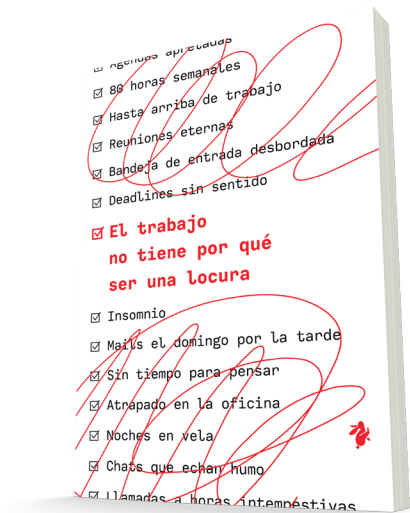 Agendas apretadas
80 horas semanales
Hasta arriba de trabajo
Reuniones eternas
Bandeja de entrada desbordada
Deadlines sin sentido
El trabajo
no tiene por qué
ser una locura
Insomnio
Mails el domingo por la tarde
Sin tiempo para pensar
Atrapado en la oficina
Noches en vela
Chats que echan humo
Llamadas a horas intempestivas